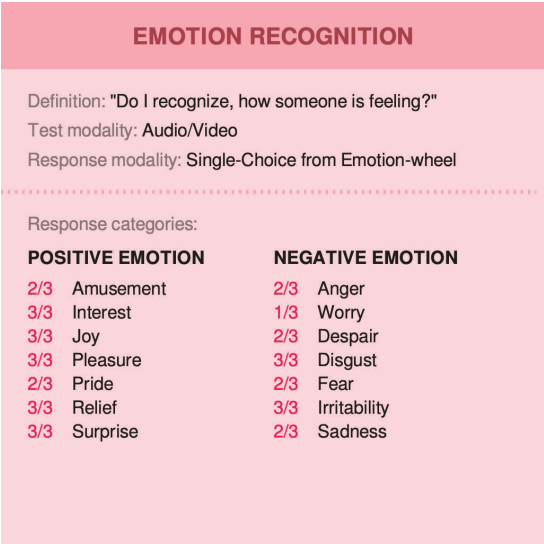 EMOTION RECOGNITION
Definition: "Do I recognize, how someone is feeling?"
Test modality: Audio/Video
Response modality: Single-Choice from Emotion-wheel
Response categories:
POSITIVE EMOTION
2/3 Amusement
3/3 Interest
3/3 Joy
3/3 Pleasure
2/3 Pride
3/3 Relief
3/3 Surprise
NEGATIVE EMOTION
2/3 Anger
1/3 Worry
2/3 Despair
3/3 Disgust
2/3 Fear
3/3 Irritability
2/3 Sadness